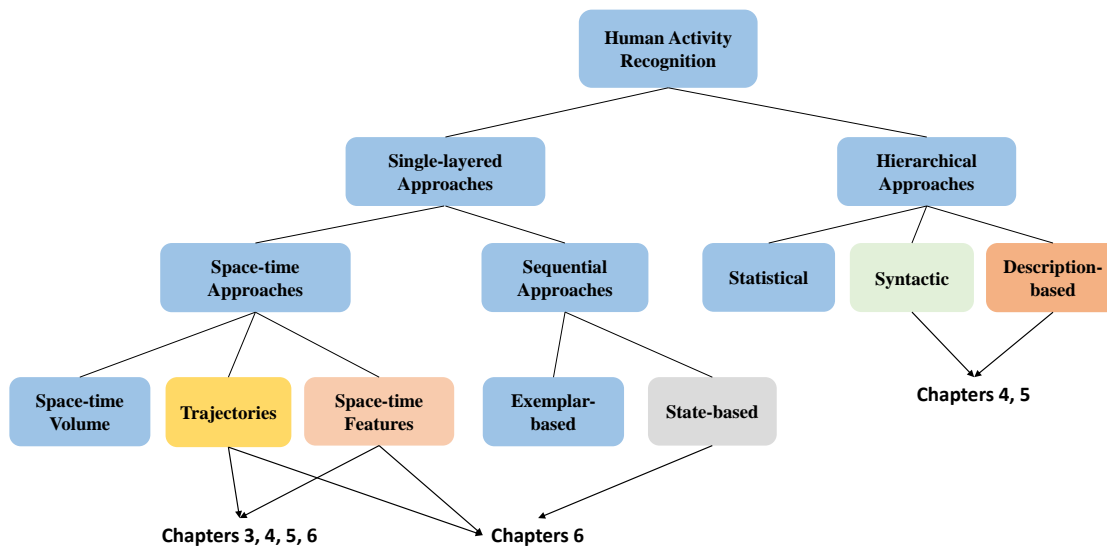 Human Activity
Recognition
Single-layered
Approaches
Hierarchical
Approaches
Space-time
Approaches
Sequential
Approaches
Statistical
Syntactic
Description-
based
Space-time
Volume
Trajectories
Space-time
Features
Exemplar-
based
State-based
Chapters 4, 5
Chapters 3, 4, 5, 6
Chapters 6